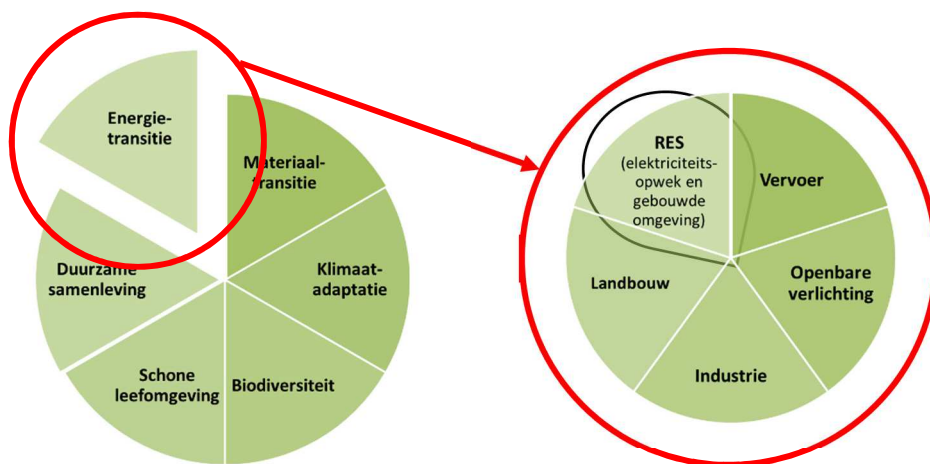 Energie-
transitie
Materiaal-
transitie
Klimaat-
adaptatie
Biodiversiteit
Schone
leefomgeving
Duurzame
samenleving
RES
(elektriciteits-
opwek en
gebouwde
omgeving)
Vervoer
Openbare
verlichting
Industrie
Landbouw